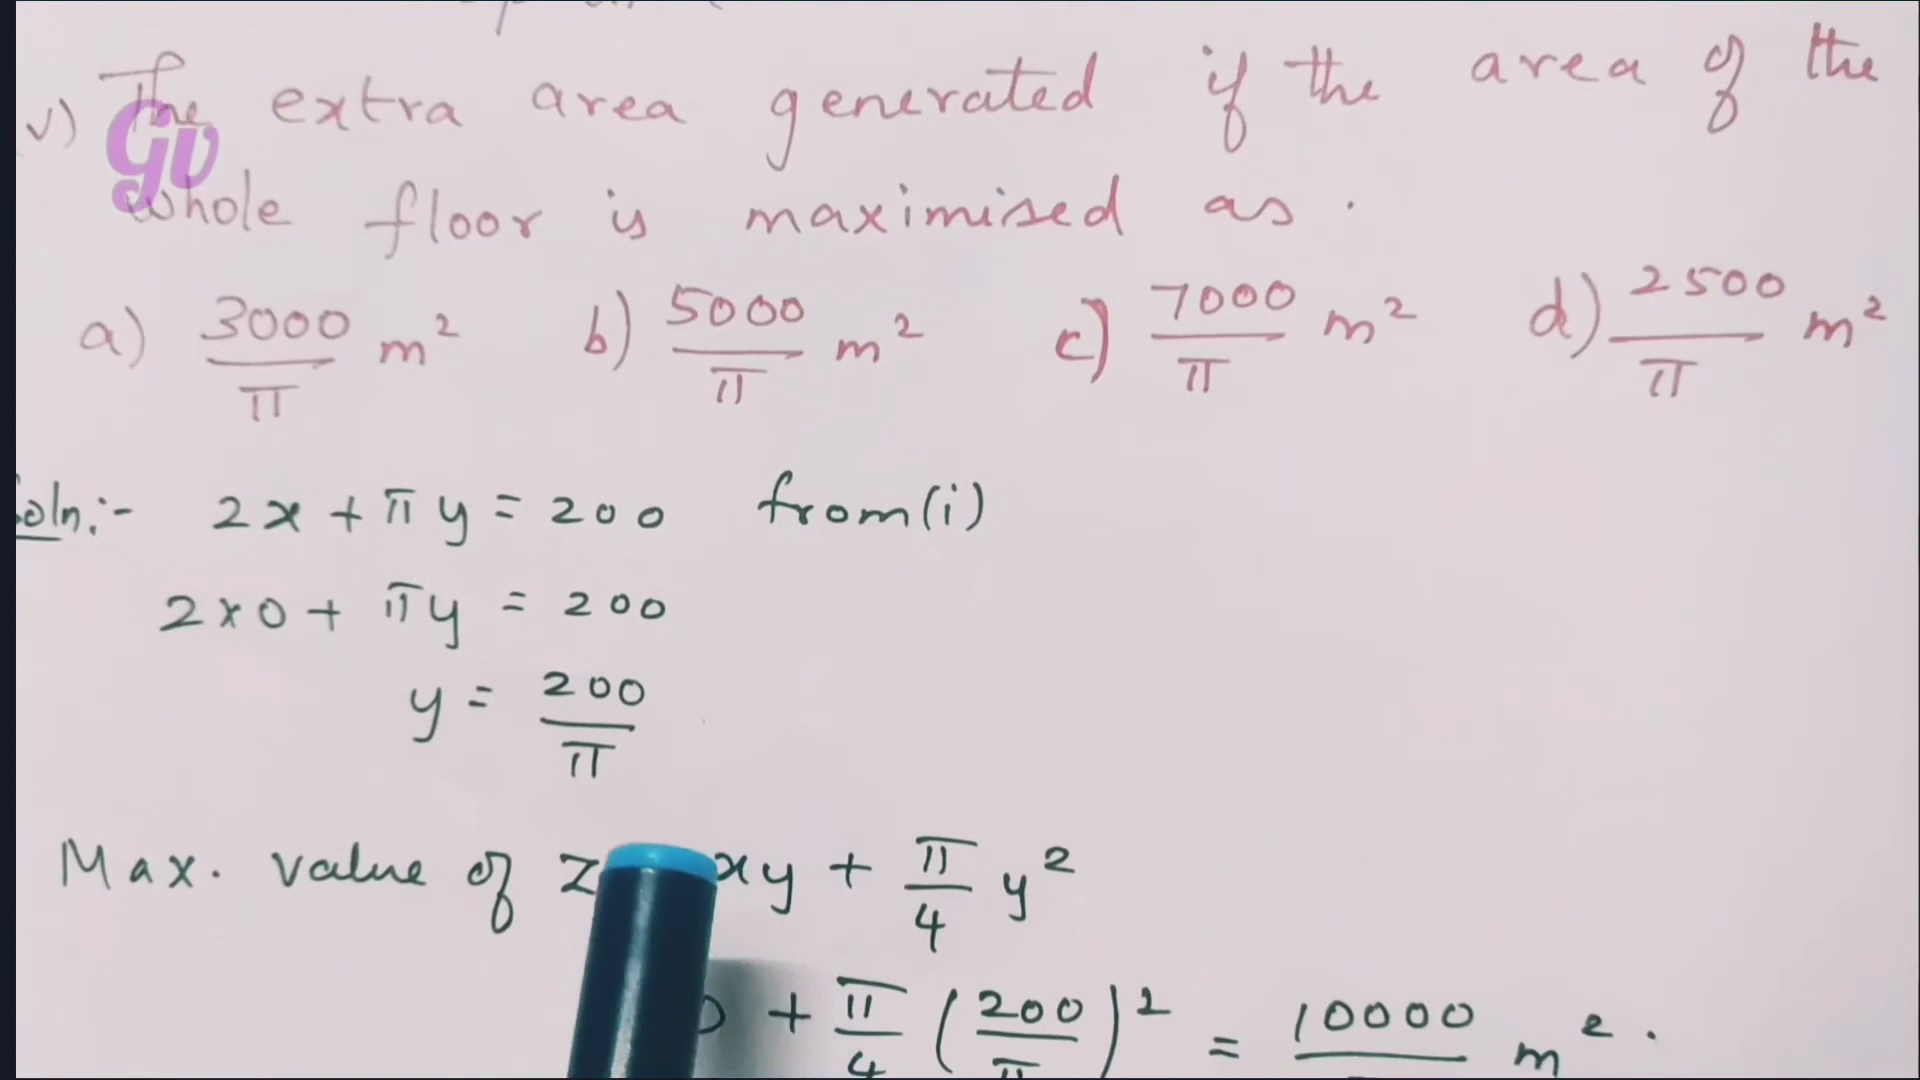 v) The extra area generated if the area of the
GV
whole floor is maximised as.
a) 3000/π m² b) 5000/π m² c) 7000/π m² d) 2500/π m²
Soln:- 2x + πy = 200 from(i)
2x0 + πy = 200
y = 200/π
Max. value of Z xy + π/4 y²
0 + π/4 (200/π)² = 10000 m².